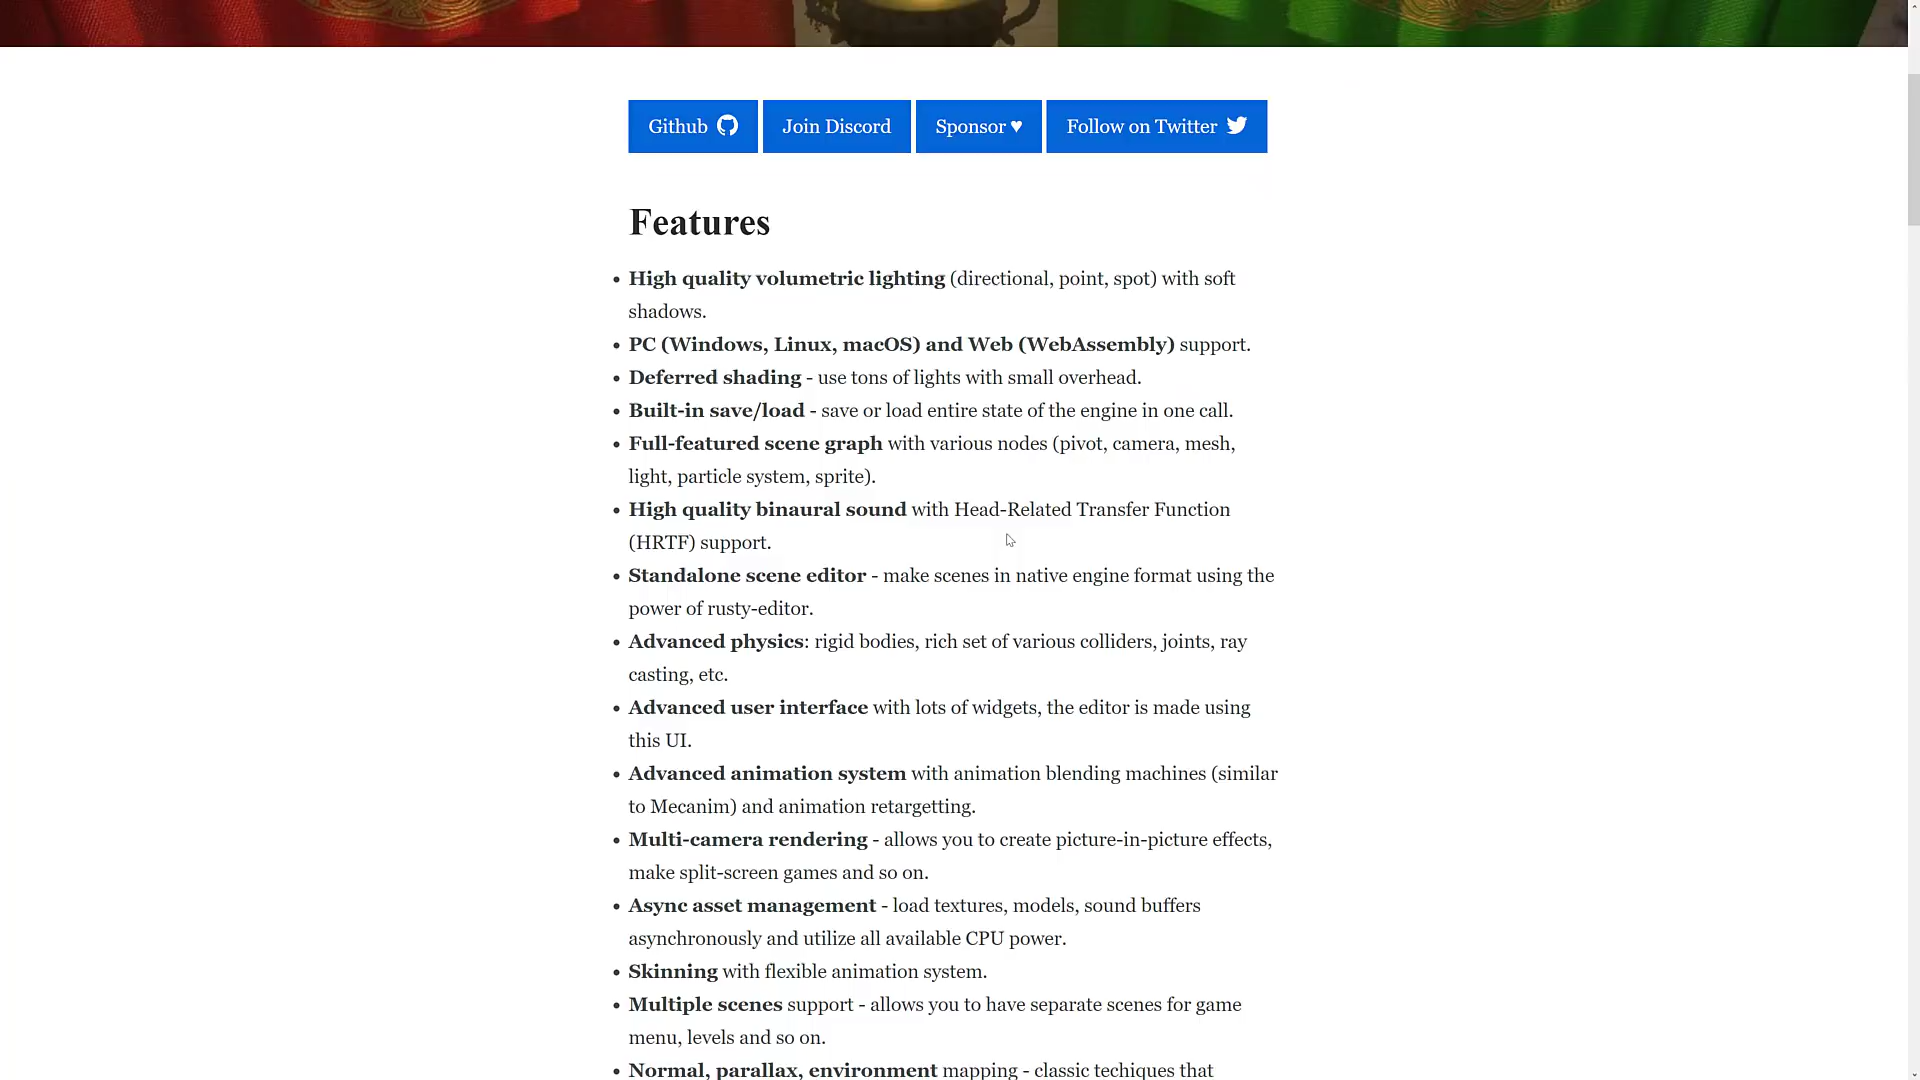 Github
Join Discord
Sponsor ♥
Follow on Twitter
Features
• High quality volumetric lighting (directional, point, spot) with soft
shadows.
• PC (Windows, Linux, macOS) and Web (WebAssembly) support.
• Deferred shading - use tons of lights with small overhead.
• Built-in save/load - save or load entire state of the engine in one call.
• Full-featured scene graph with various nodes (pivot, camera, mesh,
light, particle system, sprite).
• High quality binaural sound with Head-Related Transfer Function
(HRTF) support.
• Standalone scene editor - make scenes in native engine format using the
power of rusty-editor.
• Advanced physics: rigid bodies, rich set of various colliders, joints, ray
casting, etc.
• Advanced user interface with lots of widgets, the editor is made using
this UI.
• Advanced animation system with animation blending machines (similar
to Mecanim) and animation retargetting.
• Multi-camera rendering - allows you to create picture-in-picture effects,
make split-screen games and so on.
• Async asset management - load textures, models, sound buffers
asynchronously and utilize all available CPU power.
• Skinning with flexible animation system.
• Multiple scenes support - allows you to have separate scenes for game
menu, levels and so on.
• Normal, parallax, environment mapping - classic techiques that